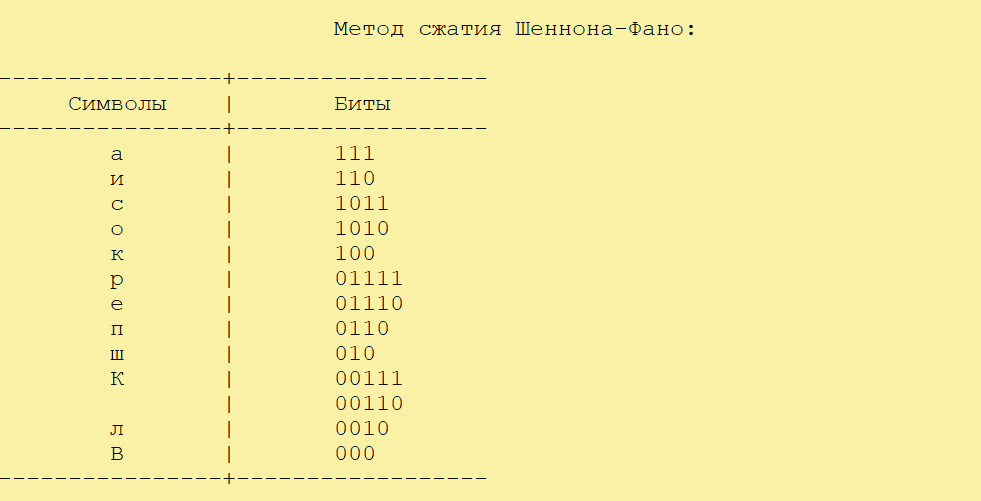 Метод сжатия Шеннона-Фано:
----------------+------------------
Символы | Биты
----------------+------------------
а | 111
и | 110
с | 1011
о | 1010
к | 100
р | 01111
е | 01110
п | 0110
ш | 010
К | 00111
| 00110
л | 0010
В | 000
----------------+------------------